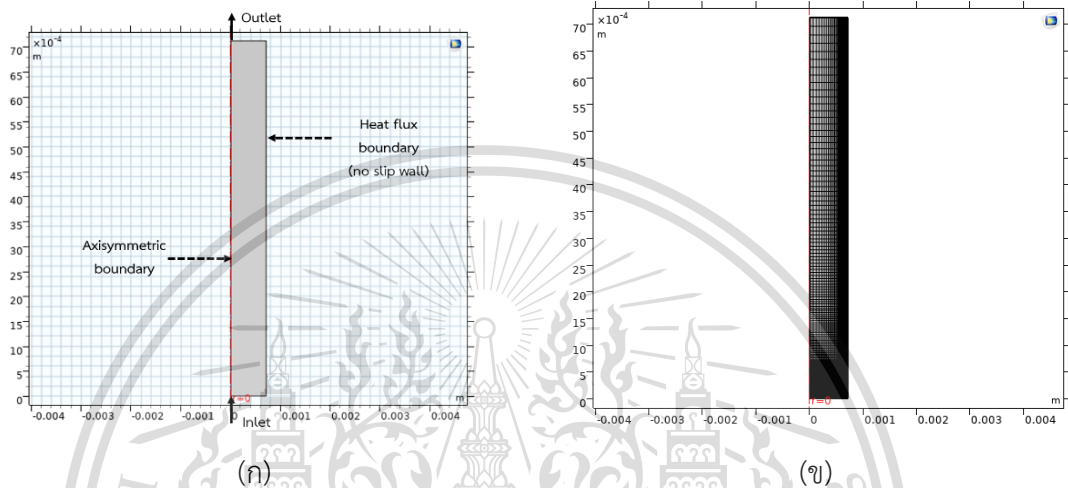 Outlet
×10⁻⁴
m
70
65
60
55
50
45
40
35
30
25
20
15
10
5
0
Heat flux
boundary
(no slip wall)
Axisymmetric
boundary
r=0
m
-0.004 -0.003 -0.002 -0.001 0 0.001 0.002 0.003 0.004
Inlet
(ก)
×10⁻⁴
m
70
65
60
55
50
45
40
35
30
25
20
15
10
5
0
r=0
m
-0.004 -0.003 -0.002 -0.001 0 0.001 0.002 0.003 0.004
(ข)